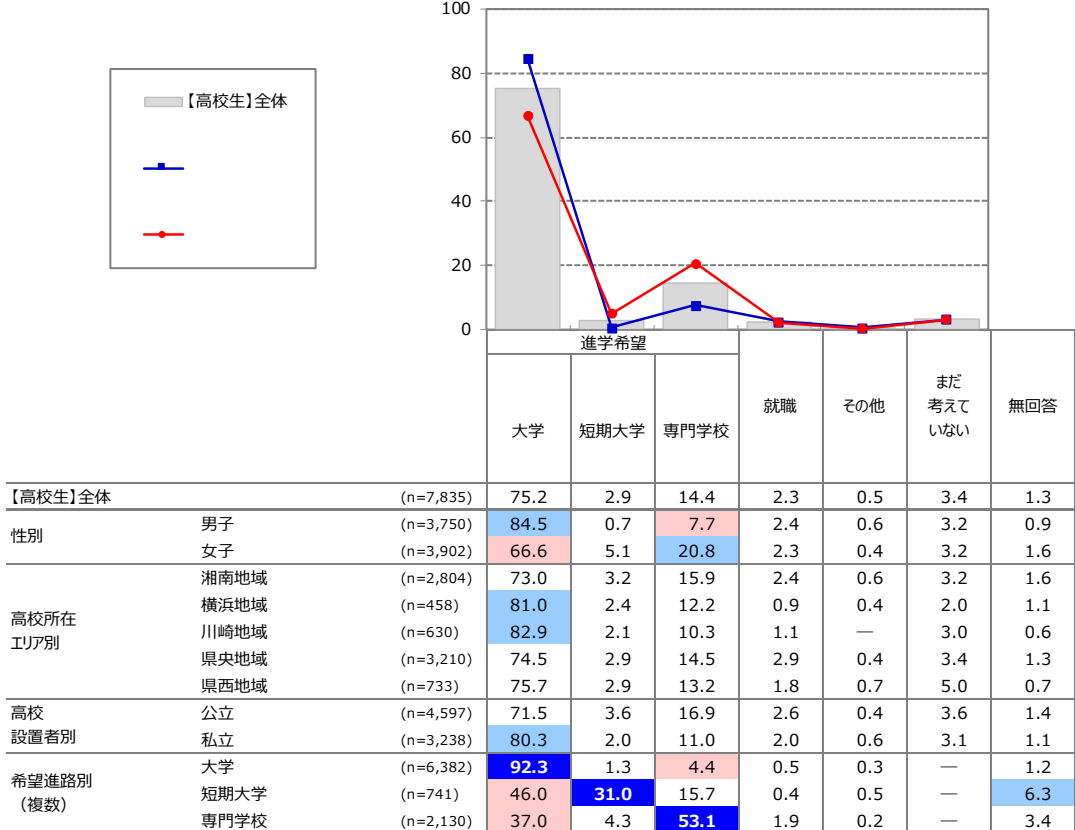 100
80
60
40
20
0
【高校生】全体
進学希望
大学 短期大学 専門学校 就職 その他 まだ 無回答
考えて
いない
【高校生】全体 (n=7,835) 75.2 2.9 14.4 2.3 0.5 3.4 1.3
性別
男子 (n=3,750) 84.5 0.7 7.7 2.4 0.6 3.2 0.9
女子 (n=3,902) 66.6 5.1 20.8 2.3 0.4 3.2 1.6
高校所在
エリア別
湘南地域 (n=2,804) 73.0 3.2 15.9 2.4 0.6 3.2 1.6
横浜地域 (n=458) 81.0 2.4 12.2 0.9 0.4 2.0 1.1
川崎地域 (n=630) 82.9 2.1 10.3 1.1 — 3.0 0.6
県央地域 (n=3,210) 74.5 2.9 14.5 2.9 0.4 3.4 1.3
県西地域 (n=733) 75.7 2.9 13.2 1.8 0.7 5.0 0.7
高校
設置者別
公立 (n=4,597) 71.5 3.6 16.9 2.6 0.4 3.6 1.4
私立 (n=3,238) 80.3 2.0 11.0 2.0 0.6 3.1 1.1
希望進路別
（複数）
大学 (n=6,382) 92.3 1.3 4.4 0.5 0.3 — 1.2
短期大学 (n=741) 46.0 31.0 15.7 0.4 0.5 — 6.3
専門学校 (n=2,130) 37.0 4.3 53.1 1.9 0.2 — 3.4